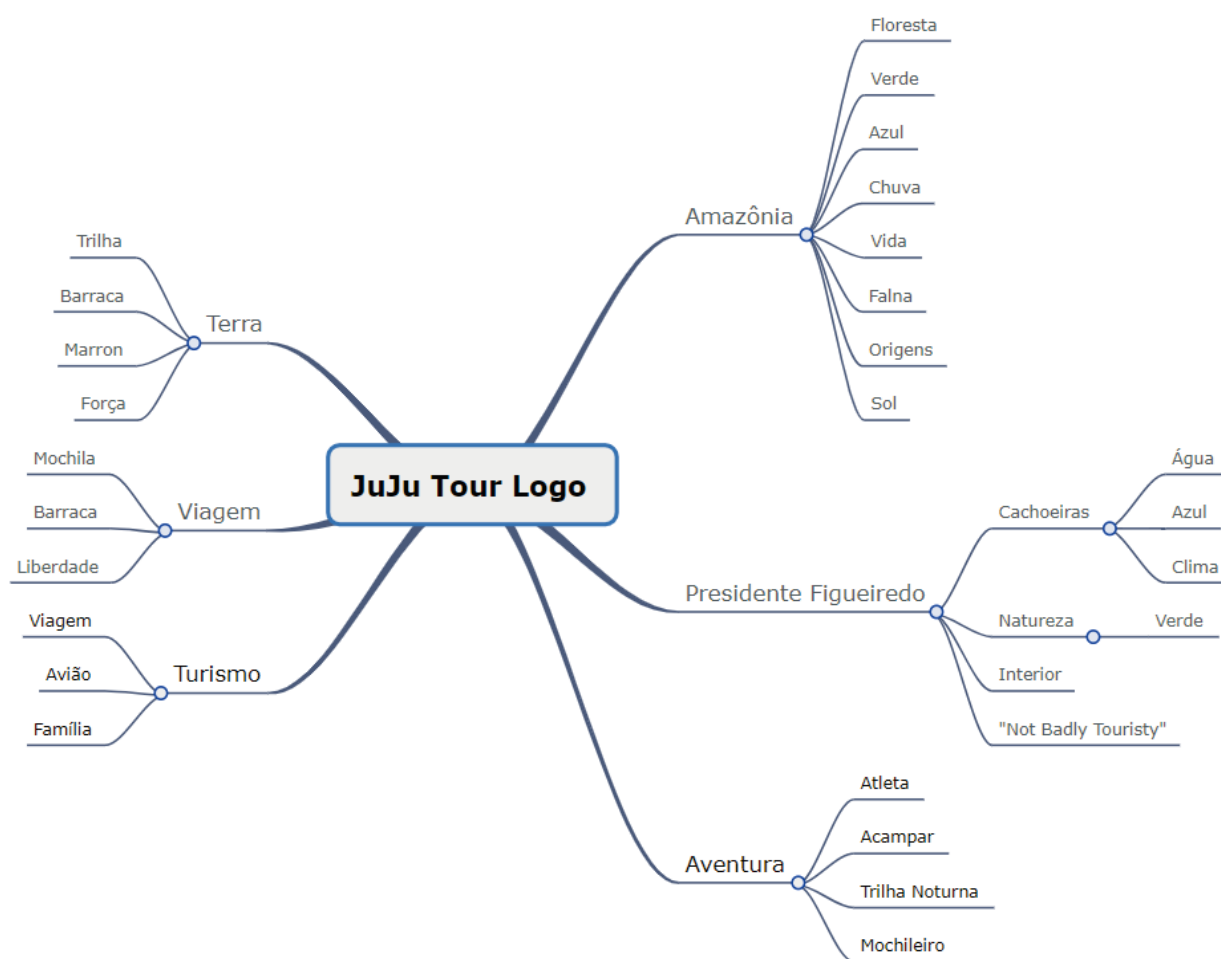 JuJu Tour Logo
Amazônia
Floresta
Verde
Azul
Chuva
Vida
Falna
Origens
Sol
Presidente Figueiredo
Cachoeiras
Água
Azul
Clima
Natureza
Verde
Interior
"Not Badly Touristy"
Aventura
Atleta
Acampar
Trilha Noturna
Mochileiro
Terra
Trilha
Barraca
Marron
Força
Viagem
Mochila
Barraca
Liberdade
Turismo
Viagem
Avião
Família